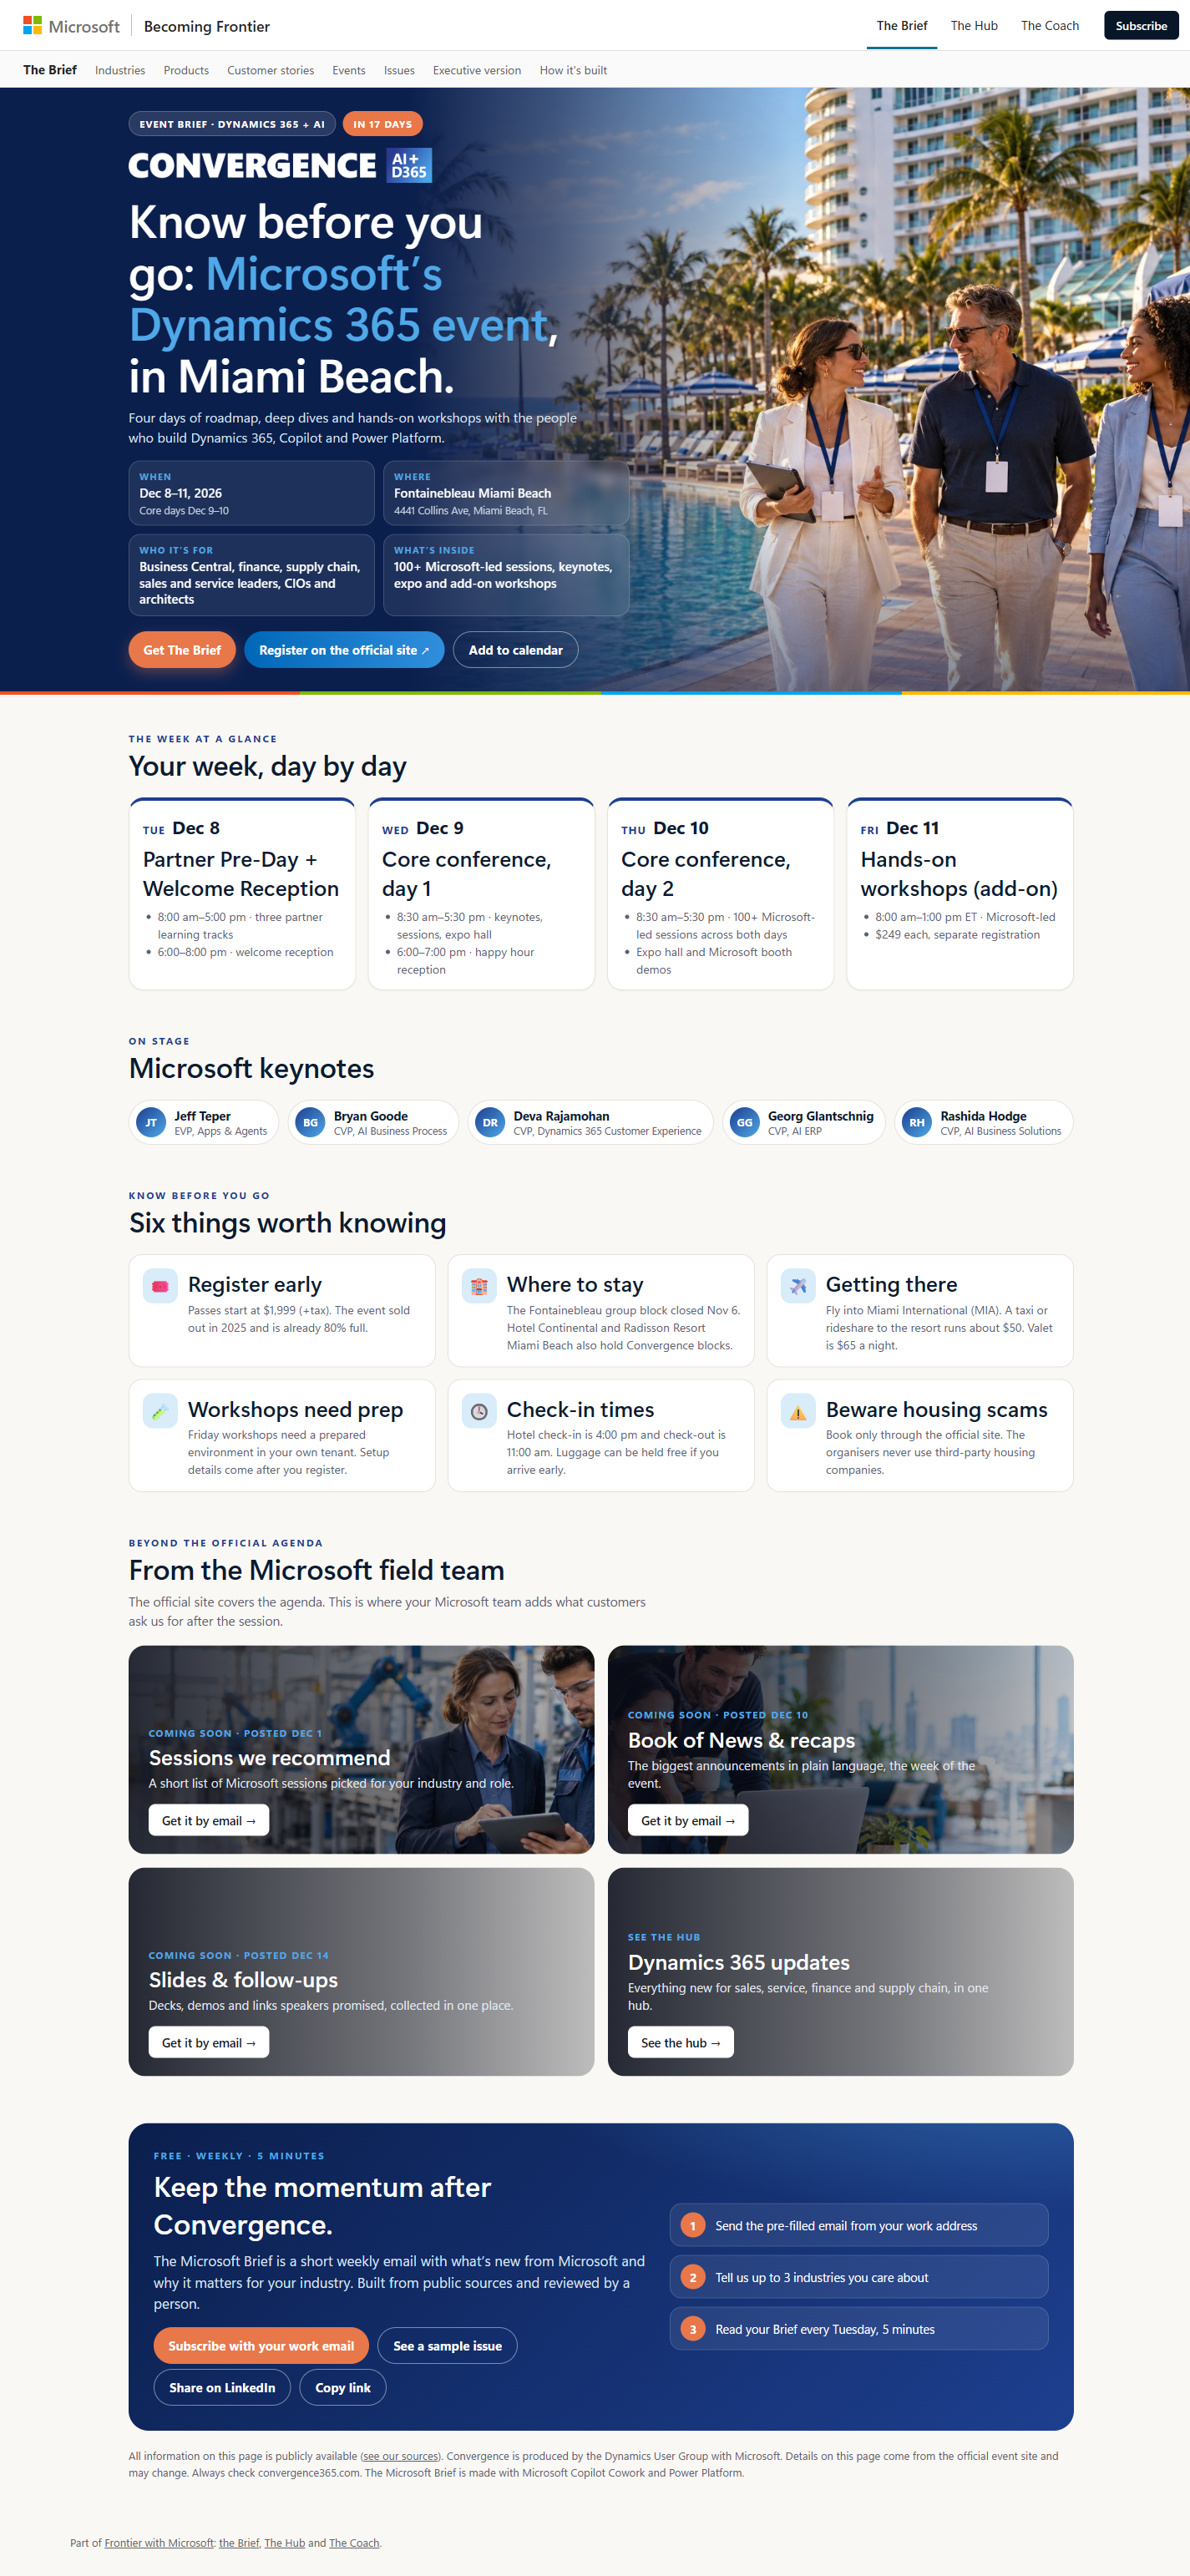 Microsoft
Becoming Frontier
The Brief
The Hub
The Coach
Subscribe
The Brief
Industries
Products
Customer stories
Events
Issues
Executive version
How it's built
EVENT BRIEF · DYNAMICS 365 + AI
IN 17 DAYS
CONVERGENCE
AI+
D365
Know before you
go: Microsoft's
Dynamics 365 event,
in Miami Beach.
Four days of roadmap, deep dives and hands-on workshops with the people
who build Dynamics 365, Copilot and Power Platform.
WHEN
Dec 8–11, 2026
Core days Dec 9–10
WHERE
Fontainebleau Miami Beach
4441 Collins Ave, Miami Beach, FL
WHO IT'S FOR
Business Central, finance, supply chain,
sales and service leaders, CIOs and
architects
WHAT'S INSIDE
100+ Microsoft-led sessions, keynotes,
expo and add-on workshops
Get The Brief
Register on the official site ↗
Add to calendar
THE WEEK AT A GLANCE
Your week, day by day
TUE Dec 8
Partner Pre-Day +
Welcome Reception
• 8:00 am–5:00 pm · three partner
learning tracks
• 6:00–8:00 pm · welcome reception
WED Dec 9
Core conference,
day 1
• 8:30 am–5:30 pm · keynotes,
sessions, expo hall
• 6:00–7:00 pm · happy hour
reception
THU Dec 10
Core conference,
day 2
• 8:30 am–5:30 pm · 100+ Microsoft-
led sessions across both days
• Expo hall and Microsoft booth
demos
FRI Dec 11
Hands-on
workshops (add-on)
• 8:00 am–1:00 pm ET · Microsoft-led
• $249 each, separate registration
ON STAGE
Microsoft keynotes
JT
Jeff Teper
EVP, Apps & Agents
BG
Bryan Goode
CVP, AI Business Process
DR
Deva Rajamohan
CVP, Dynamics 365 Customer Experience
GG
Georg Glantschnig
CVP, AI ERP
RH
Rashida Hodge
CVP, AI Business Solutions
KNOW BEFORE YOU GO
Six things worth knowing
Register early
Passes start at $1,999 (+tax). The event sold
out in 2025 and is already 80% full.
Where to stay
The Fontainebleau group block closed Nov 6.
Hotel Continental and Radisson Resort
Miami Beach also hold Convergence blocks.
Getting there
Fly into Miami International (MIA). A taxi or
rideshare to the resort runs about $50. Valet
is $65 a night.
Workshops need prep
Friday workshops need a prepared
environment in your own tenant. Setup
details come after you register.
Check-in times
Hotel check-in is 4:00 pm and check-out is
11:00 am. Luggage can be held free if you
arrive early.
Beware housing scams
Book only through the official site. The
organisers never use third-party housing
companies.
BEYOND THE OFFICIAL AGENDA
From the Microsoft field team
The official site covers the agenda. This is where your Microsoft team adds what customers
ask us for after the session.
COMING SOON · POSTED DEC 1
Sessions we recommend
A short list of Microsoft sessions picked for your industry and role.
Get it by email →
COMING SOON · POSTED DEC 10
Book of News & recaps
The biggest announcements in plain language, the week of the
event.
Get it by email →
COMING SOON · POSTED DEC 14
Slides & follow-ups
Decks, demos and links speakers promised, collected in one place.
Get it by email →
SEE THE HUB
Dynamics 365 updates
Everything new for sales, service, finance and supply chain, in one
hub.
See the hub →
FREE · WEEKLY · 5 MINUTES
Keep the momentum after
Convergence.
The Microsoft Brief is a short weekly email with what's new from Microsoft and
why it matters for your industry. Built from public sources and reviewed by a
person.
Subscribe with your work email
See a sample issue
Share on LinkedIn
Copy link
1 Send the pre-filled email from your work address
2 Tell us up to 3 industries you care about
3 Read your Brief every Tuesday, 5 minutes
All information on this page is publicly available (see our sources). Convergence is produced by the Dynamics User Group with Microsoft. Details on this page come from the official event site and
may change. Always check convergence365.com. The Microsoft Brief is made with Microsoft Copilot Cowork and Power Platform.
Part of Frontier with Microsoft: the Brief, The Hub and The Coach.